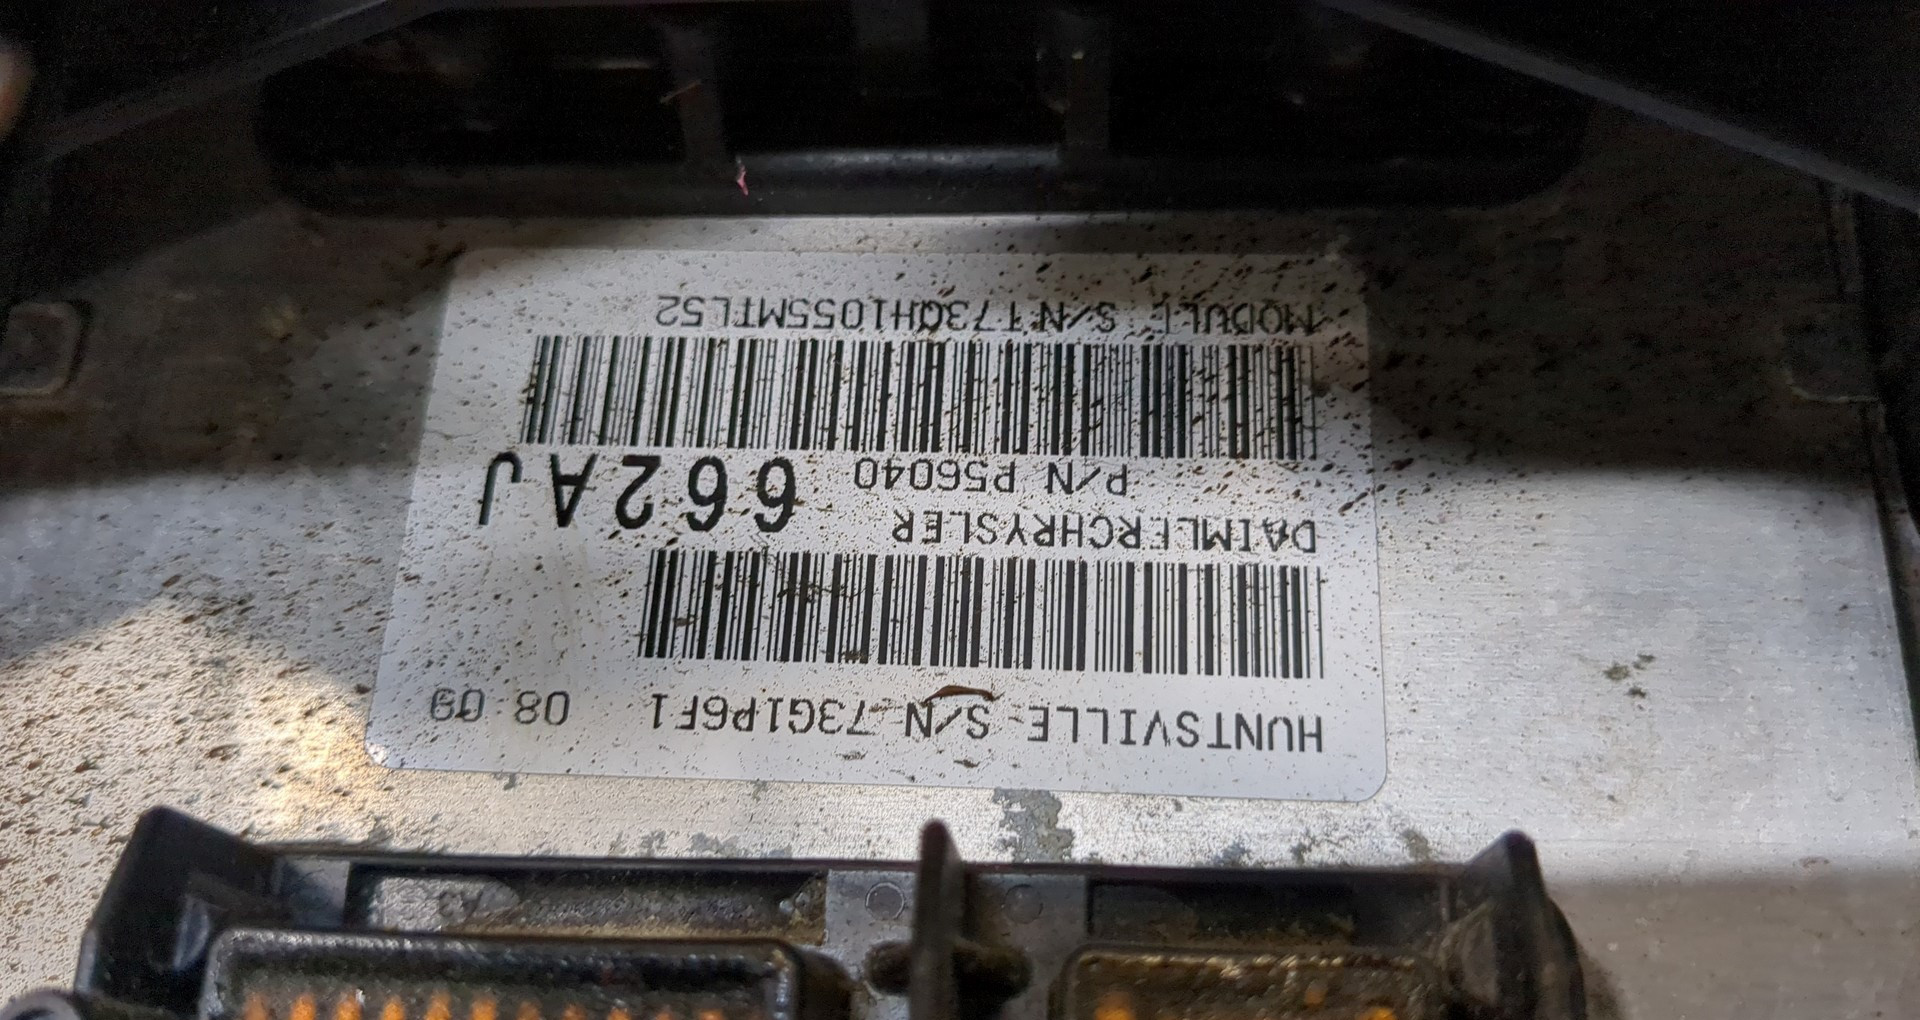 HUNTSVILLE S/N 73G1P6F1 08 09
DAIMLERCHRYSLER
P/N P56040 662AJ
MODULE S/N T73QH1055MTL52